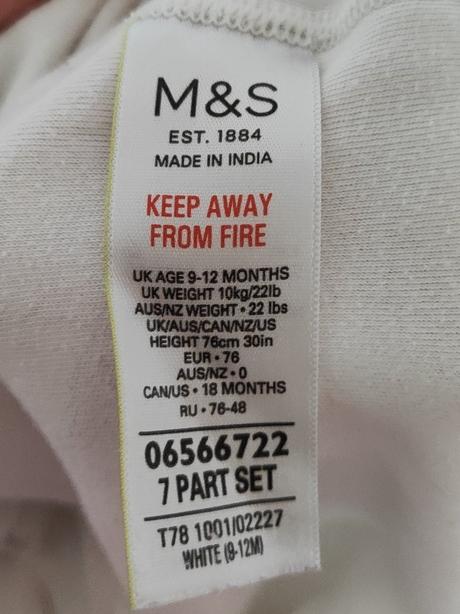 M&S
EST. 1884
MADE IN INDIA
KEEP AWAY
FROM FIRE
UK AGE 9-12 MONTHS
UK WEIGHT 10kg/22lb
AUS/NZ WEIGHT • 22 lbs
UK/AUS/CAN/NZ/US
HEIGHT 76cm 30in
EUR • 76
AUS/NZ • 0
CAN/US • 18 MONTHS
RU • 76-48
06566722
7 PART SET
T78 1001/02227
WHITE (9-12M)